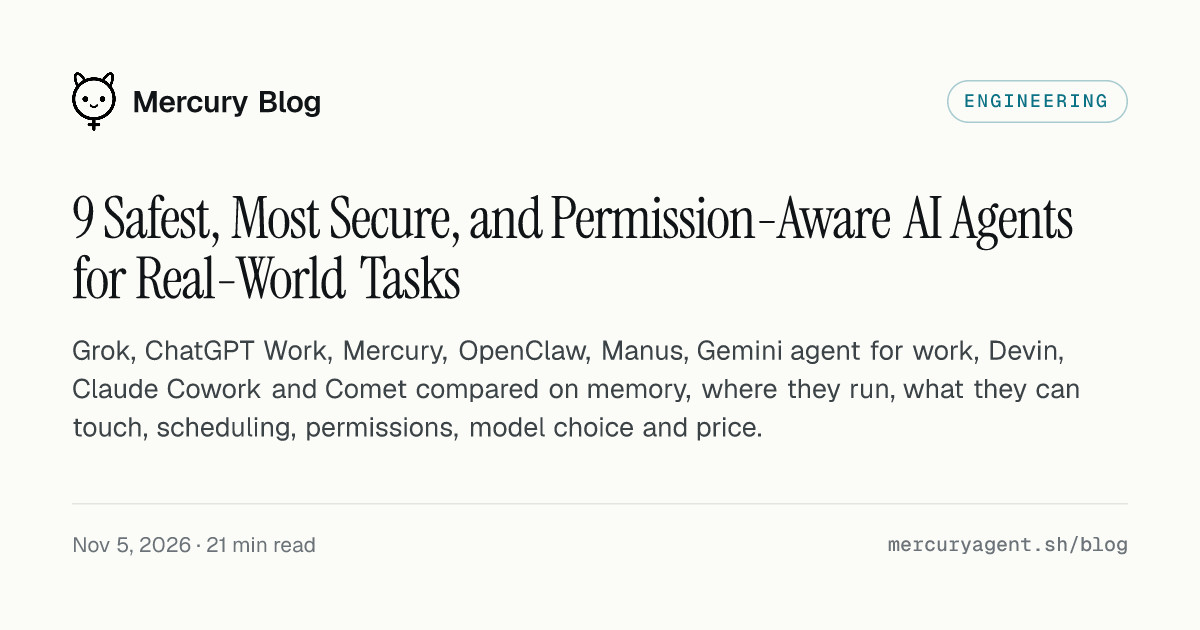 Mercury Blog
ENGINEERING
9 Safest, Most Secure, and Permission-Aware AI Agents
for Real-World Tasks
Grok, ChatGPT Work, Mercury, OpenClaw, Manus, Gemini agent for work, Devin,
Claude Cowork and Comet compared on memory, where they run, what they can
touch, scheduling, permissions, model choice and price.
Nov 5, 2026 · 21 min read
mercuryagent.sh/blog